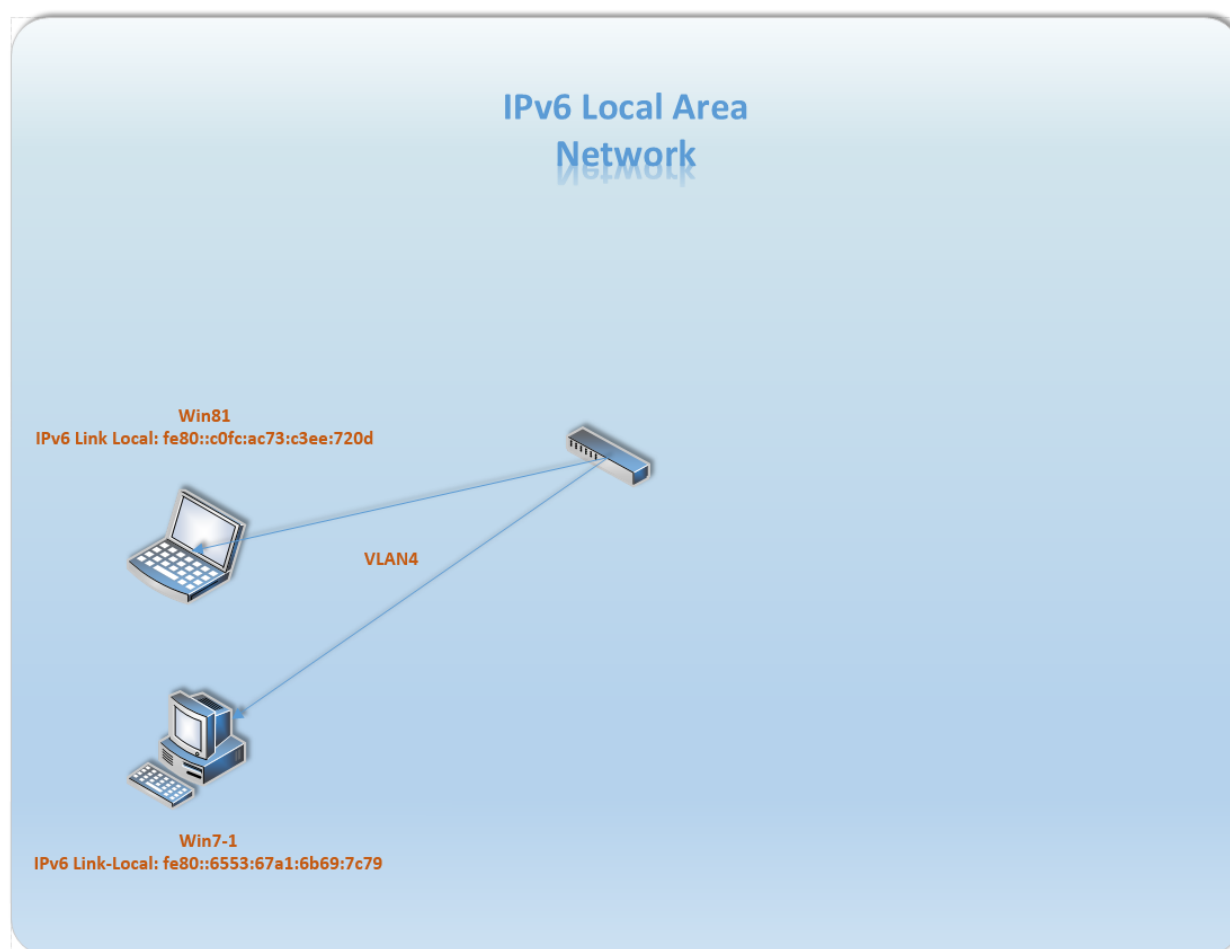 IPv6 Local Area
Network
Win81
IPv6 Link Local: fe80::c0fc:ac73:c3ee:720d
VLAN4
Win7-1
IPv6 Link-Local: fe80::6553:67a1:6b69:7c79